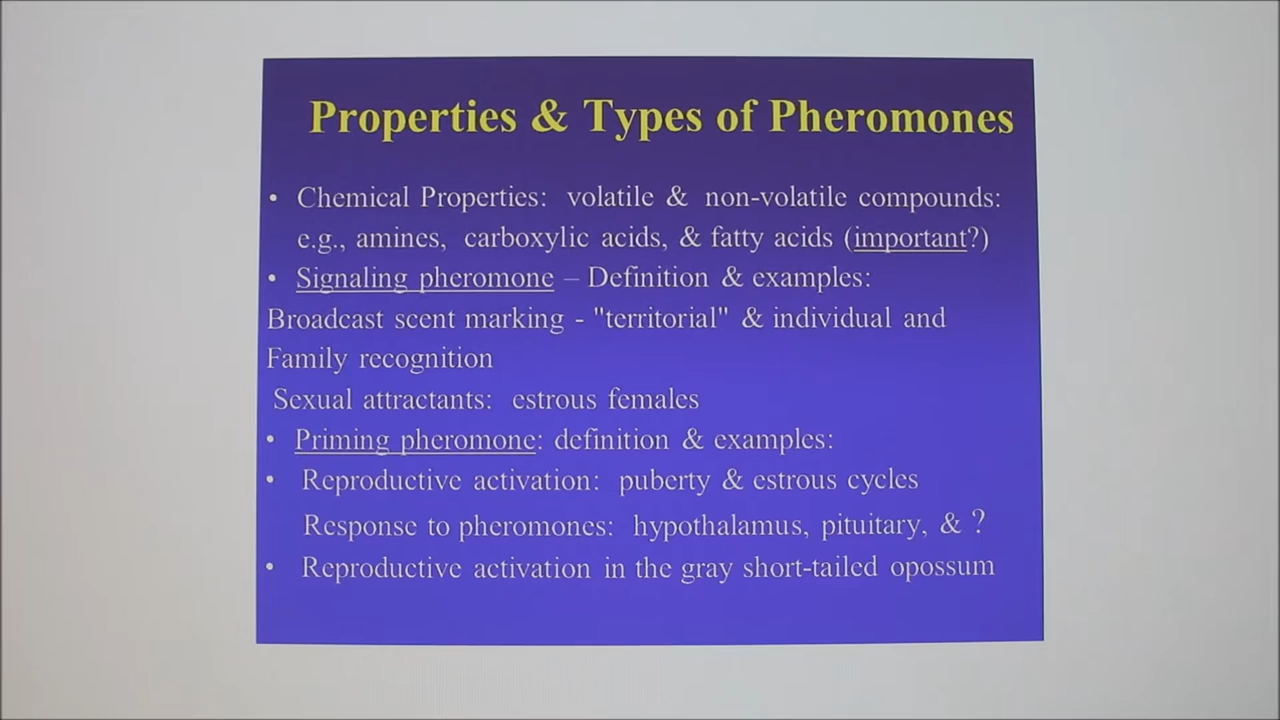 Properties & Types of Pheromones
• Chemical Properties: volatile & non-volatile compounds:
e.g., amines, carboxylic acids, & fatty acids (important?)
• Signaling pheromone – Definition & examples:
Broadcast scent marking - "territorial" & individual and
Family recognition
Sexual attractants: estrous females
• Priming pheromone: definition & examples:
• Reproductive activation: puberty & estrous cycles
Response to pheromones: hypothalamus, pituitary, & ?
• Reproductive activation in the gray short-tailed opossum